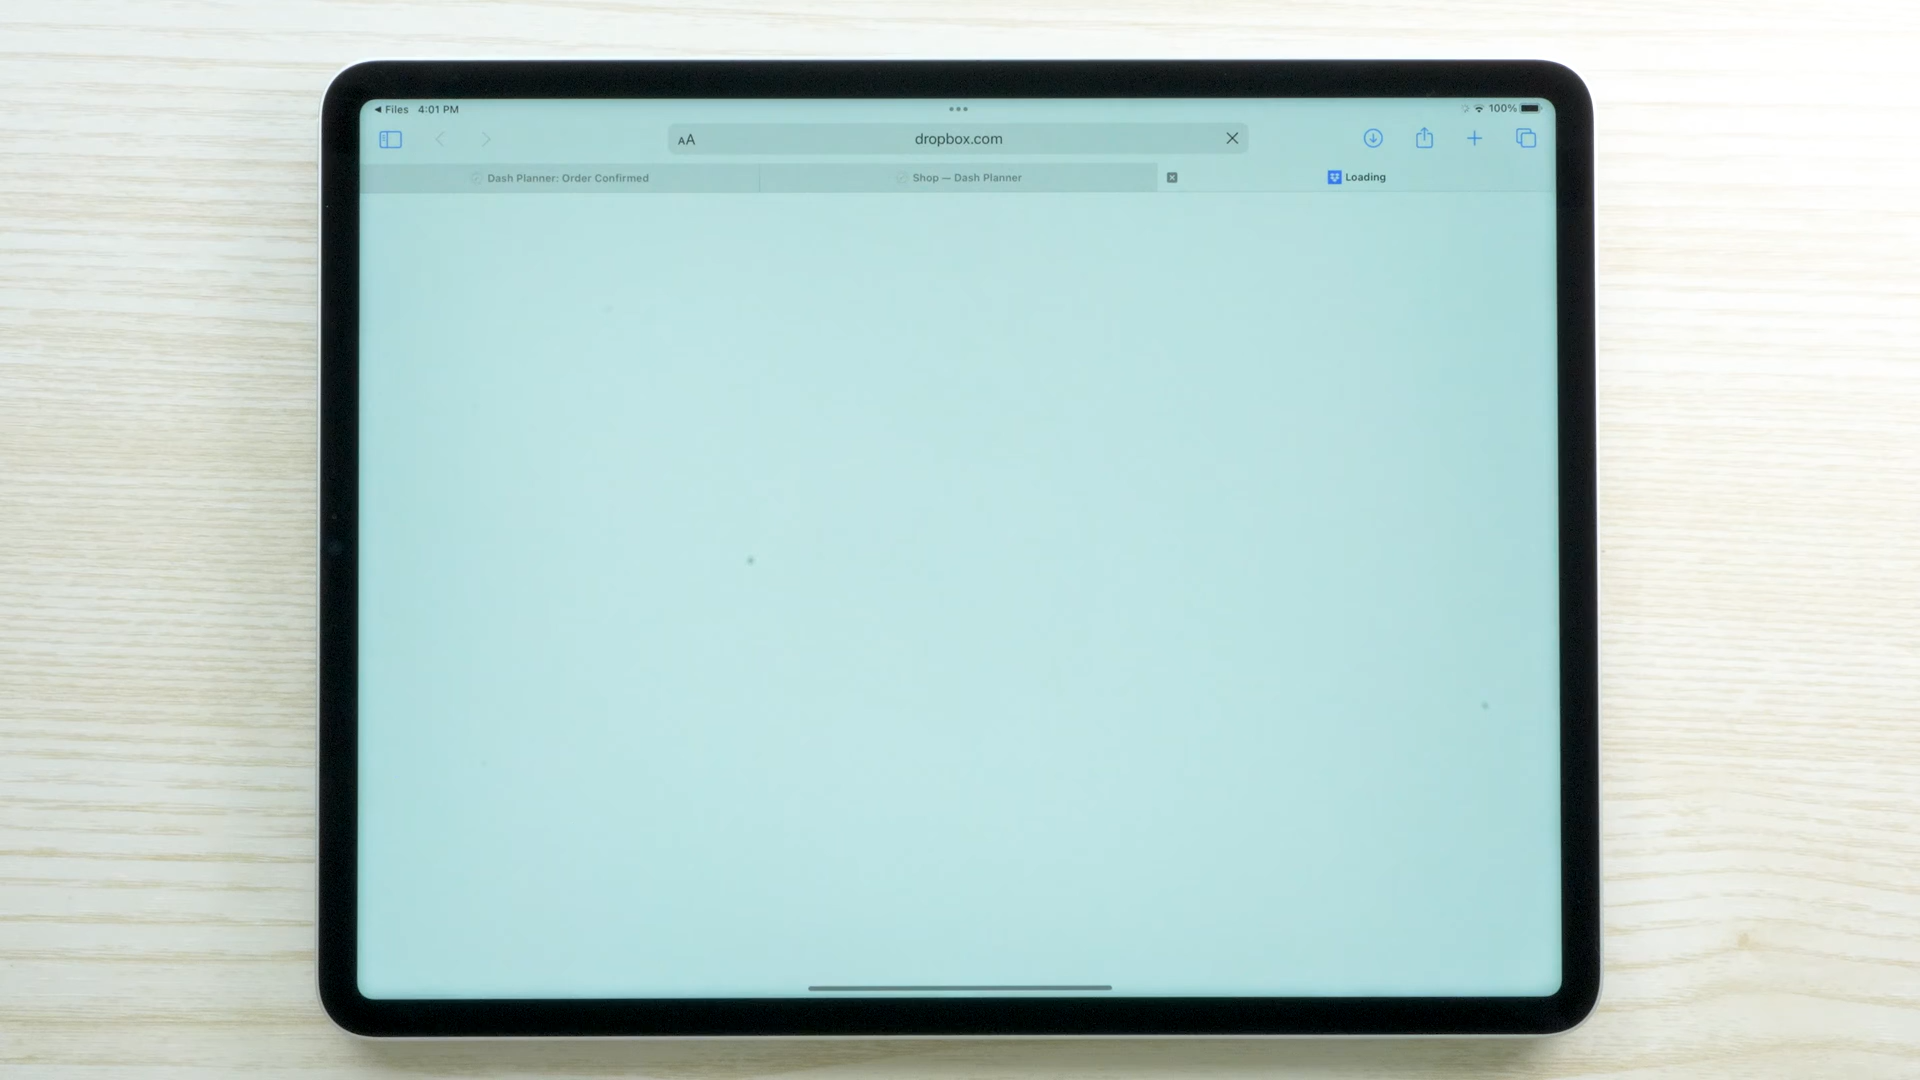 Files 4:01 PM
100%
AA dropbox.com
Dash Planner: Order Confirmed
Shop — Dash Planner
Loading